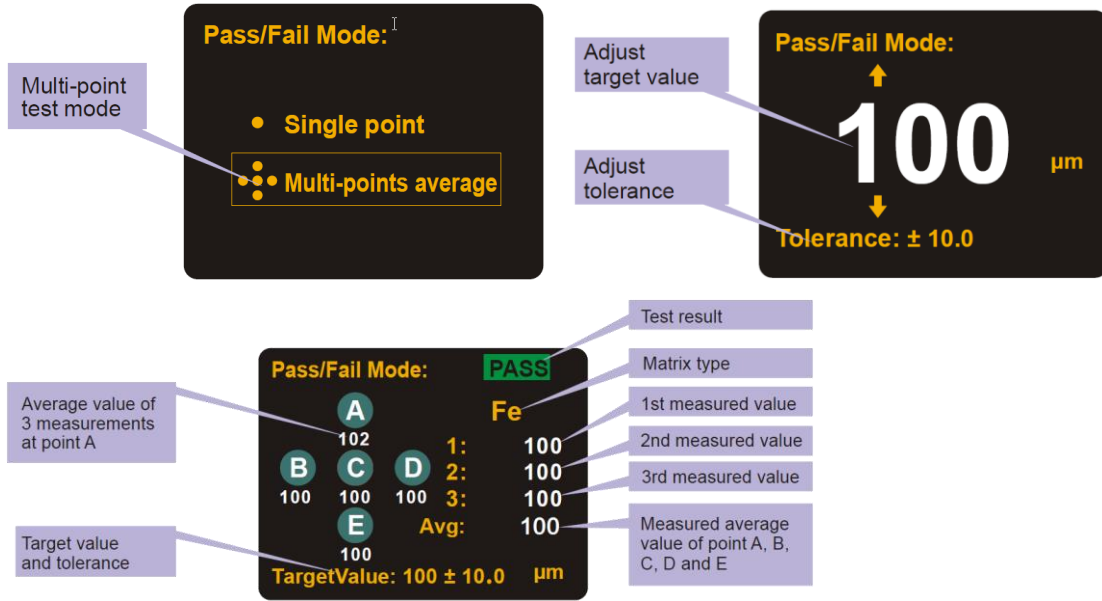 Pass/Fail Mode:
Multi-point
test mode
Single point
Multi-points average
Pass/Fail Mode:
Adjust
target value
100
μm
Adjust
tolerance
Tolerance: ± 10.0
Test result
Pass/Fail Mode:
PASS
Matrix type
Average value of
3 measurements
at point A
A
Fe
1st measured value
102
1:
100
2nd measured value
B
C
D
2:
100
100
100
100
3:
100
3rd measured value
E
Avg:
100
Measured average
value of point A, B,
C, D and E
100
Target value
and tolerance
TargetValue: 100 ± 10.0
μm